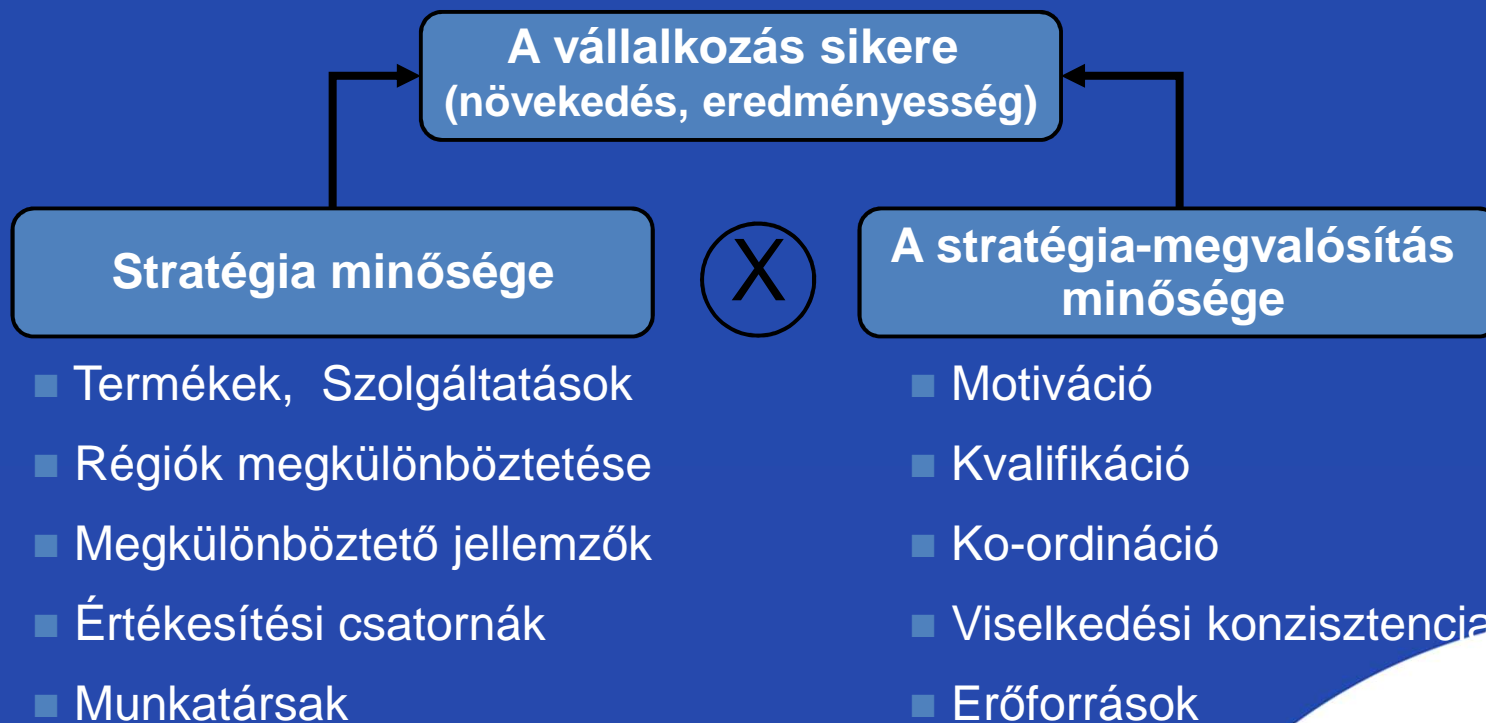 A vállalkozás sikere
(növekedés, eredményesség)
Stratégia minősége
X
A stratégia-megvalósítás
minősége
Termékek, Szolgáltatások
Régiók megkülönböztetése
Megkülönböztető jellemzők
Értékesítési csatornák
Munkatársak
Motiváció
Kvalifikáció
Ko-ordináció
Viselkedési konzisztencia
Erőforrások